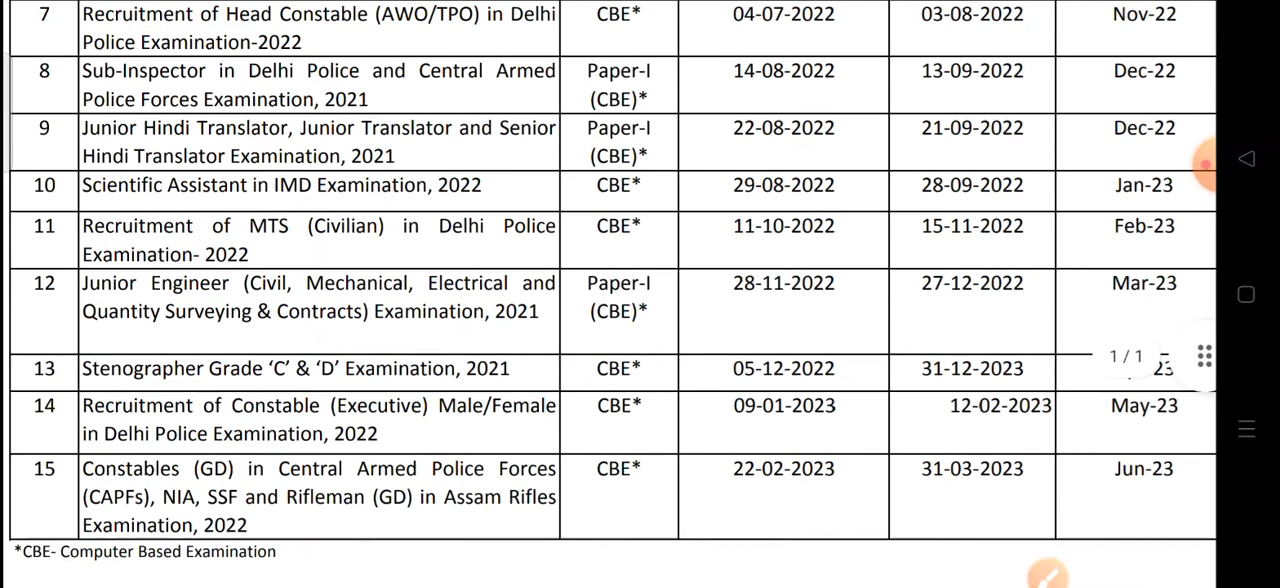 7 Recruitment of Head Constable (AWO/TPO) in Delhi CBE* 04-07-2022 03-08-2022 Nov-22
Police Examination-2022
8 Sub-Inspector in Delhi Police and Central Armed Paper-I 14-08-2022 13-09-2022 Dec-22
Police Forces Examination, 2021 (CBE)*
9 Junior Hindi Translator, Junior Translator and Senior Paper-I 22-08-2022 21-09-2022 Dec-22
Hindi Translator Examination, 2021 (CBE)*
10 Scientific Assistant in IMD Examination, 2022 CBE* 29-08-2022 28-09-2022 Jan-23
11 Recruitment of MTS (Civilian) in Delhi Police CBE* 11-10-2022 15-11-2022 Feb-23
Examination- 2022
12 Junior Engineer (Civil, Mechanical, Electrical and Paper-I 28-11-2022 27-12-2022 Mar-23
Quantity Surveying & Contracts) Examination, 2021 (CBE)*
1 / 1
13 Stenographer Grade ‘C’ & ‘D’ Examination, 2021 CBE* 05-12-2022 31-12-2023
14 Recruitment of Constable (Executive) Male/Female CBE* 09-01-2023 12-02-2023 May-23
in Delhi Police Examination, 2022
15 Constables (GD) in Central Armed Police Forces CBE* 22-02-2023 31-03-2023 Jun-23
(CAPFs), NIA, SSF and Rifleman (GD) in Assam Rifles
Examination, 2022
*CBE- Computer Based Examination